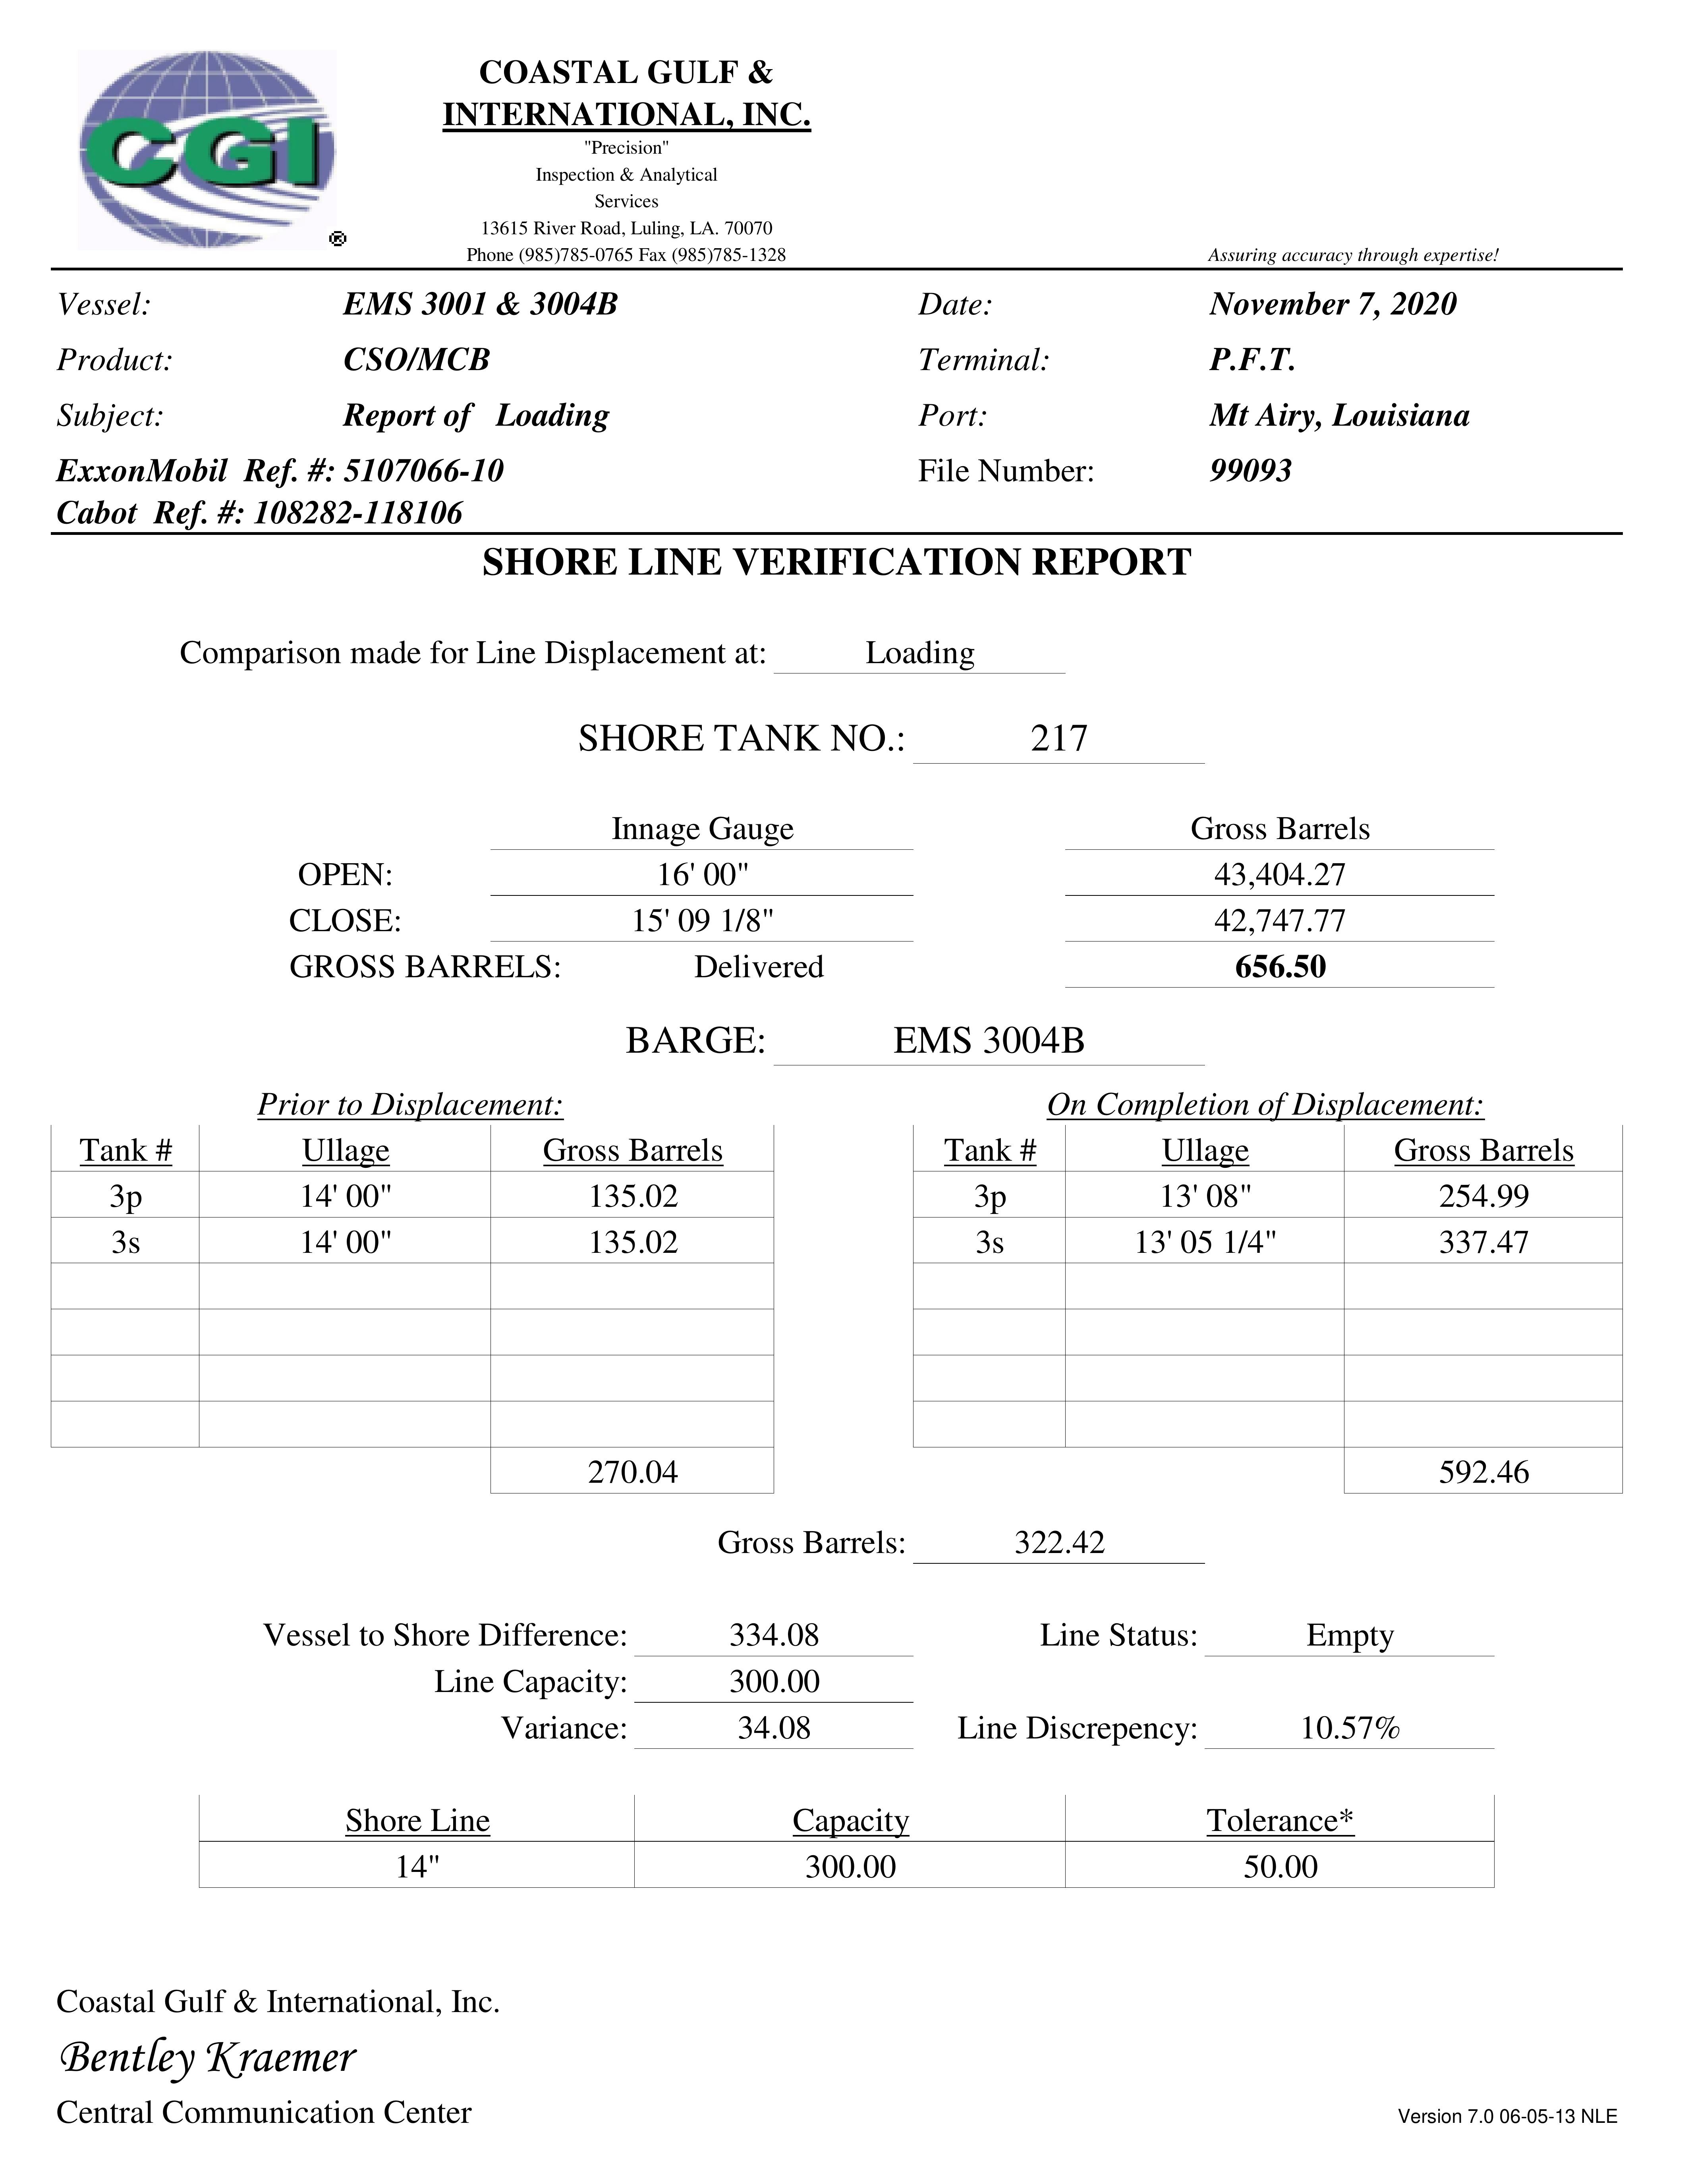 CGI
®
COASTAL GULF &
INTERNATIONAL, INC.
"Precision"
Inspection & Analytical
Services
13615 River Road, Luling, LA. 70070
Phone (985)785-0765 Fax (985)785-1328
Assuring accuracy through expertise!
Vessel: EMS 3001 & 3004B Date: November 7, 2020
Product: CSO/MCB Terminal: P.F.T.
Subject: Report of Loading Port: Mt Airy, Louisiana
ExxonMobil Ref. #: 5107066-10 File Number: 99093
Cabot Ref. #: 108282-118106
SHORE LINE VERIFICATION REPORT
Comparison made for Line Displacement at: Loading
SHORE TANK NO.: 217
Innage Gauge Gross Barrels
OPEN: 16' 00" 43,404.27
CLOSE: 15' 09 1/8" 42,747.77
GROSS BARRELS: Delivered 656.50
BARGE: EMS 3004B
Prior to Displacement: On Completion of Displacement:
Tank # Ullage Gross Barrels Tank # Ullage Gross Barrels
3p 14' 00" 135.02 3p 13' 08" 254.99
3s 14' 00" 135.02 3s 13' 05 1/4" 337.47
270.04 592.46
Gross Barrels: 322.42
Vessel to Shore Difference: 334.08 Line Status: Empty
Line Capacity: 300.00
Variance: 34.08 Line Discrepency: 10.57%
Shore Line Capacity Tolerance*
14" 300.00 50.00
Coastal Gulf & International, Inc.
Bentley Kraemer
Central Communication Center
Version 7.0 06-05-13 NLE